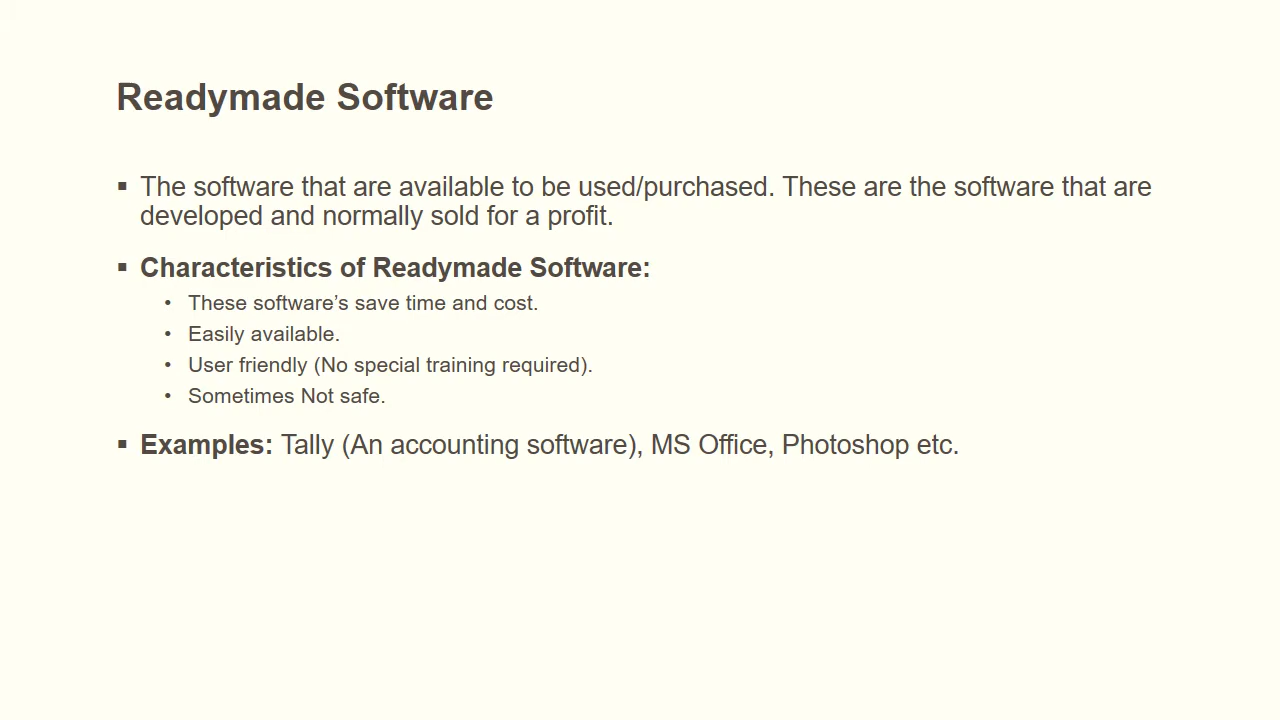 Readymade Software
▪ The software that are available to be used/purchased. These are the software that are
developed and normally sold for a profit.
▪ Characteristics of Readymade Software:
• These software’s save time and cost.
• Easily available.
• User friendly (No special training required).
• Sometimes Not safe.
▪ Examples: Tally (An accounting software), MS Office, Photoshop etc.